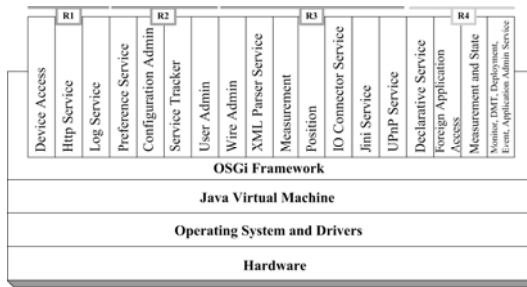 R1
R2
R3
R4
Device Access
Http Service
Log Service
Preference Service
Configuration Admin
Service Tracker
User Admin
Wire Admin
XML Parser Service
Measurement
Position
IO Connector Service
Jini Service
UPnP Service
Declarative Service
Foreign Application
Access
Measurement and State
Monitor, DMT, Deployment,
Event, Application Admin Service
OSGi Framework
Java Virtual Machine
Operating System and Drivers
Hardware